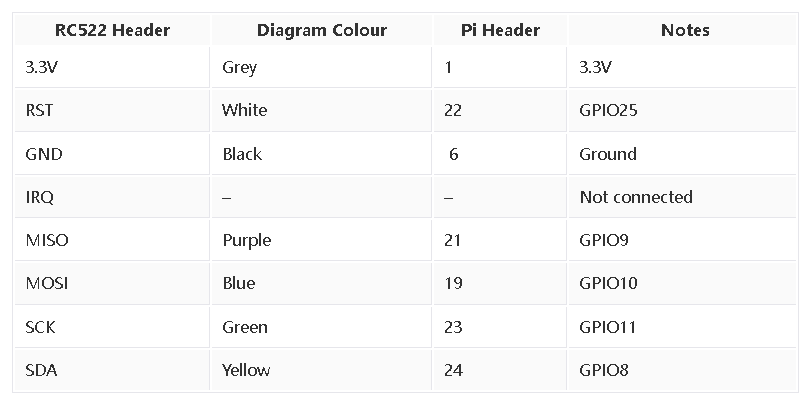 RC522 Header Diagram Colour Pi Header Notes
3.3V Grey 1 3.3V
RST White 22 GPIO25
GND Black 6 Ground
IRQ – – Not connected
MISO Purple 21 GPIO9
MOSI Blue 19 GPIO10
SCK Green 23 GPIO11
SDA Yellow 24 GPIO8